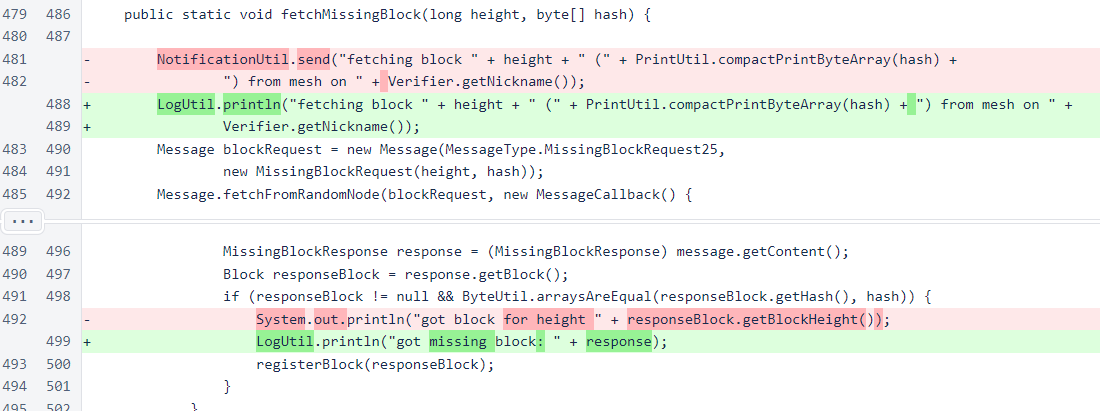 479 486 public static void fetchMissingBlock(long height, byte[] hash) {
480 487
481 - NotificationUtil.send("fetching block " + height + " (" + PrintUtil.compactPrintByteArray(hash) +
482 - ") from mesh on " + Verifier.getNickname());
488 + LogUtil.println("fetching block " + height + " (" + PrintUtil.compactPrintByteArray(hash) + ") from mesh on " +
489 + Verifier.getNickname());
483 490 Message blockRequest = new Message(MessageType.MissingBlockRequest25,
484 491 new MissingBlockRequest(height, hash));
485 492 Message.fetchFromRandomNode(blockRequest, new MessageCallback() {
...
489 496 MissingBlockResponse response = (MissingBlockResponse) message.getContent();
490 497 Block responseBlock = response.getBlock();
491 498 if (responseBlock != null && ByteUtil.arraysAreEqual(responseBlock.getHash(), hash)) {
492 - System.out.println("got block for height " + responseBlock.getBlockHeight());
499 + LogUtil.println("got missing block: " + response);
493 500 registerBlock(responseBlock);
494 501 }
495 502 }